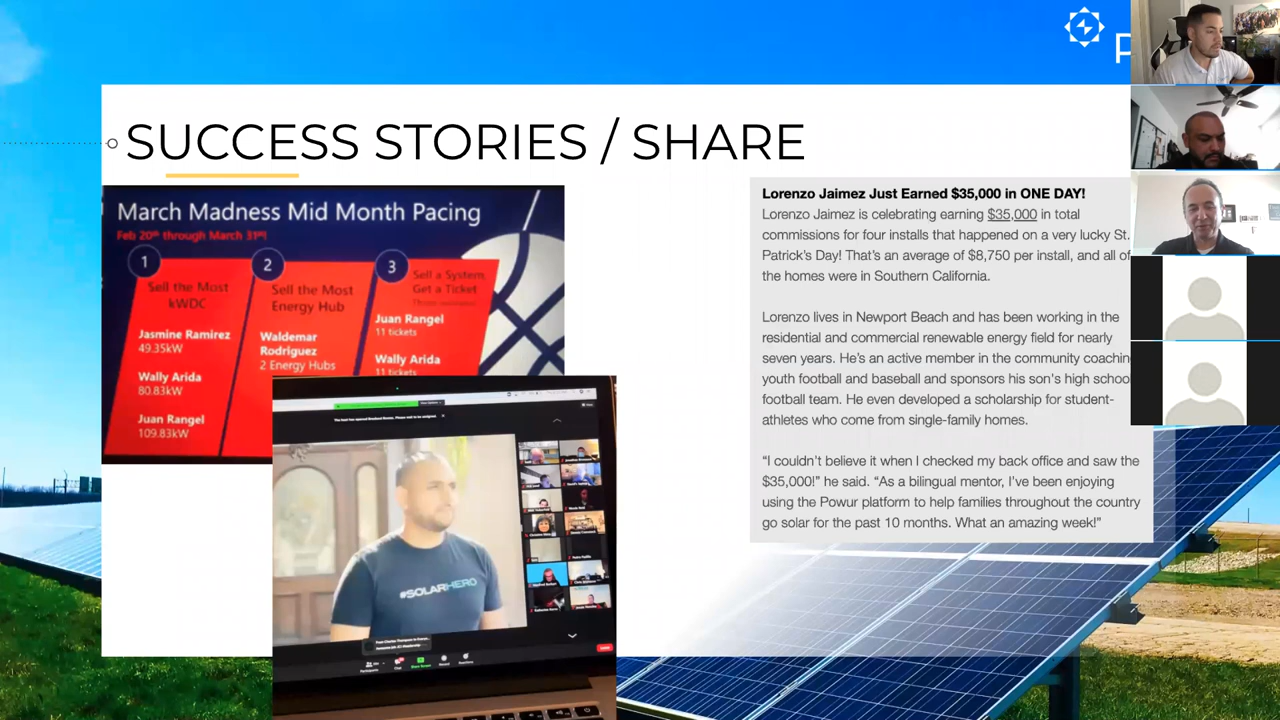 P
SUCCESS STORIES / SHARE
March Madness Mid Month Pacing
Feb 20th through March 31st!
1
Sell the Most
kWDC
Jasmine Ramirez
49.35kW
Wally Arida
80.83kW
Juan Rangel
109.83kW
2
Sell the Most
Energy Hub
Waldemar
Rodriguez
2 Energy Hubs
3
Sell a System
Get a Ticket
Juan Rangel
11 tickets
Wally Arida
11 tickets
#SOLARHERO
Lorenzo Jaimez Just Earned $35,000 in ONE DAY!
Lorenzo Jaimez is celebrating earning $35,000 in total
commissions for four installs that happened on a very lucky St.
Patrick's Day! That's an average of $8,750 per install, and all of
the homes were in Southern California.
Lorenzo lives in Newport Beach and has been working in the
residential and commercial renewable energy field for nearly
seven years. He's an active member in the community coachin
youth football and baseball and sponsors his son's high schoo
football team. He even developed a scholarship for student-
athletes who come from single-family homes.
“I couldn't believe it when I checked my back office and saw the
$35,000!” he said. “As a bilingual mentor, I've been enjoying
using the Powur platform to help families throughout the country
go solar for the past 10 months. What an amazing week!”